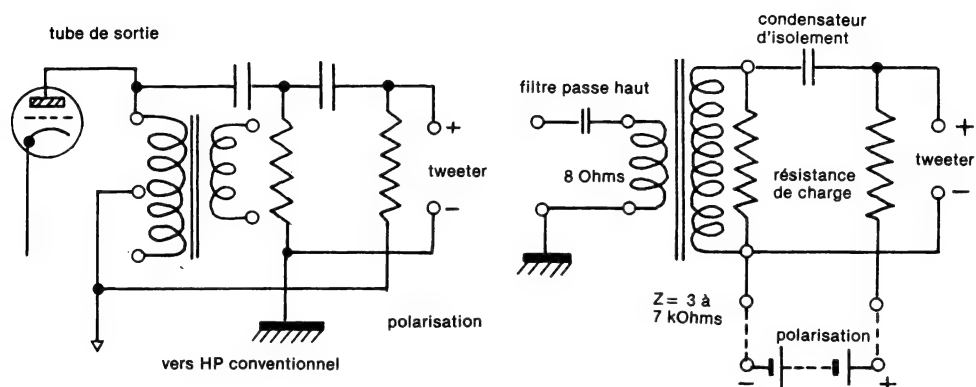 tube de sortie
+
tweeter
−
polarisation
vers HP conventionnel
condensateur
d'isolement
filtre passe haut
8 Ohms
résistance
de charge
+
tweeter
−
Z = 3 à
7 kOhms
polarisation
− +